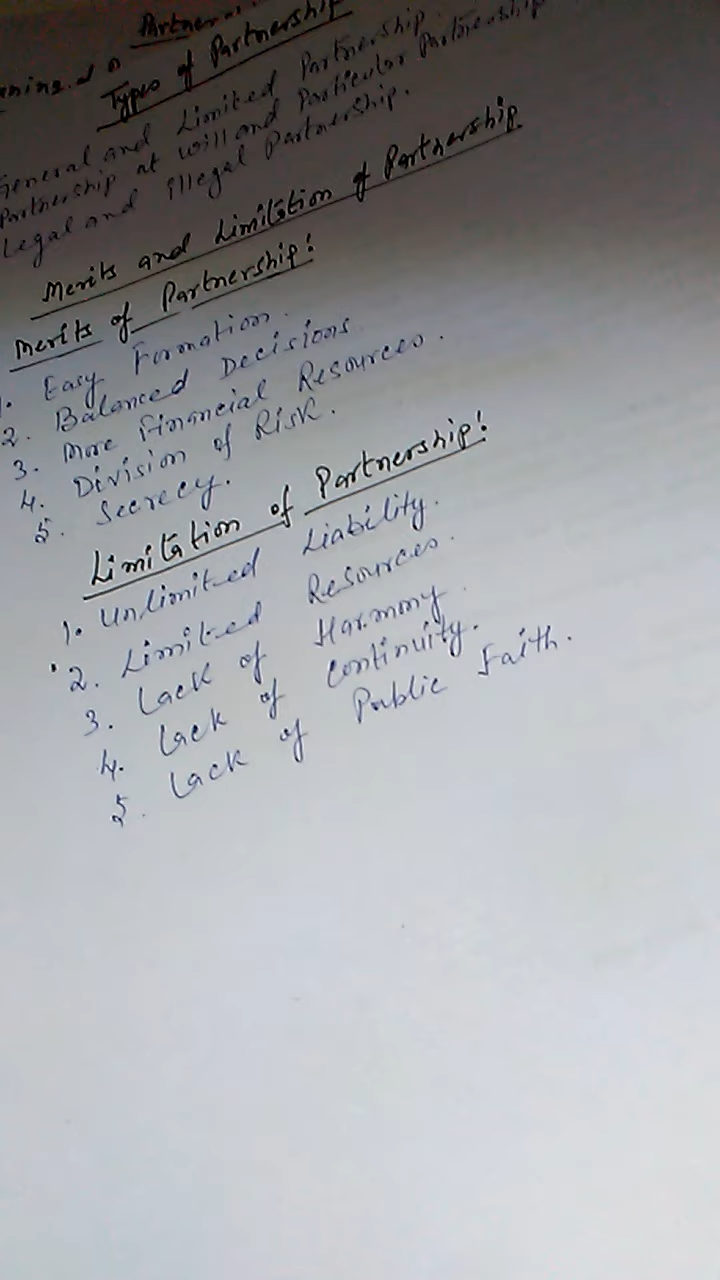 Types of Partnership
General and Limited Partnership
Partnership at will and Particular Partnership
Legal and illegal Partnership.
Merits and Limitation of Partnership
Merits of Partnership:
1. Easy Formation.
2. Balanced Decisions
3. More Financial Resources.
4. Division of Risk.
5. Secrecy.
Limitation of Partnership:
1. Unlimited Liability.
2. Limited Resources.
3. Lack of Harmony.
4. Lack of Continuity.
5. Lack of Public Faith.